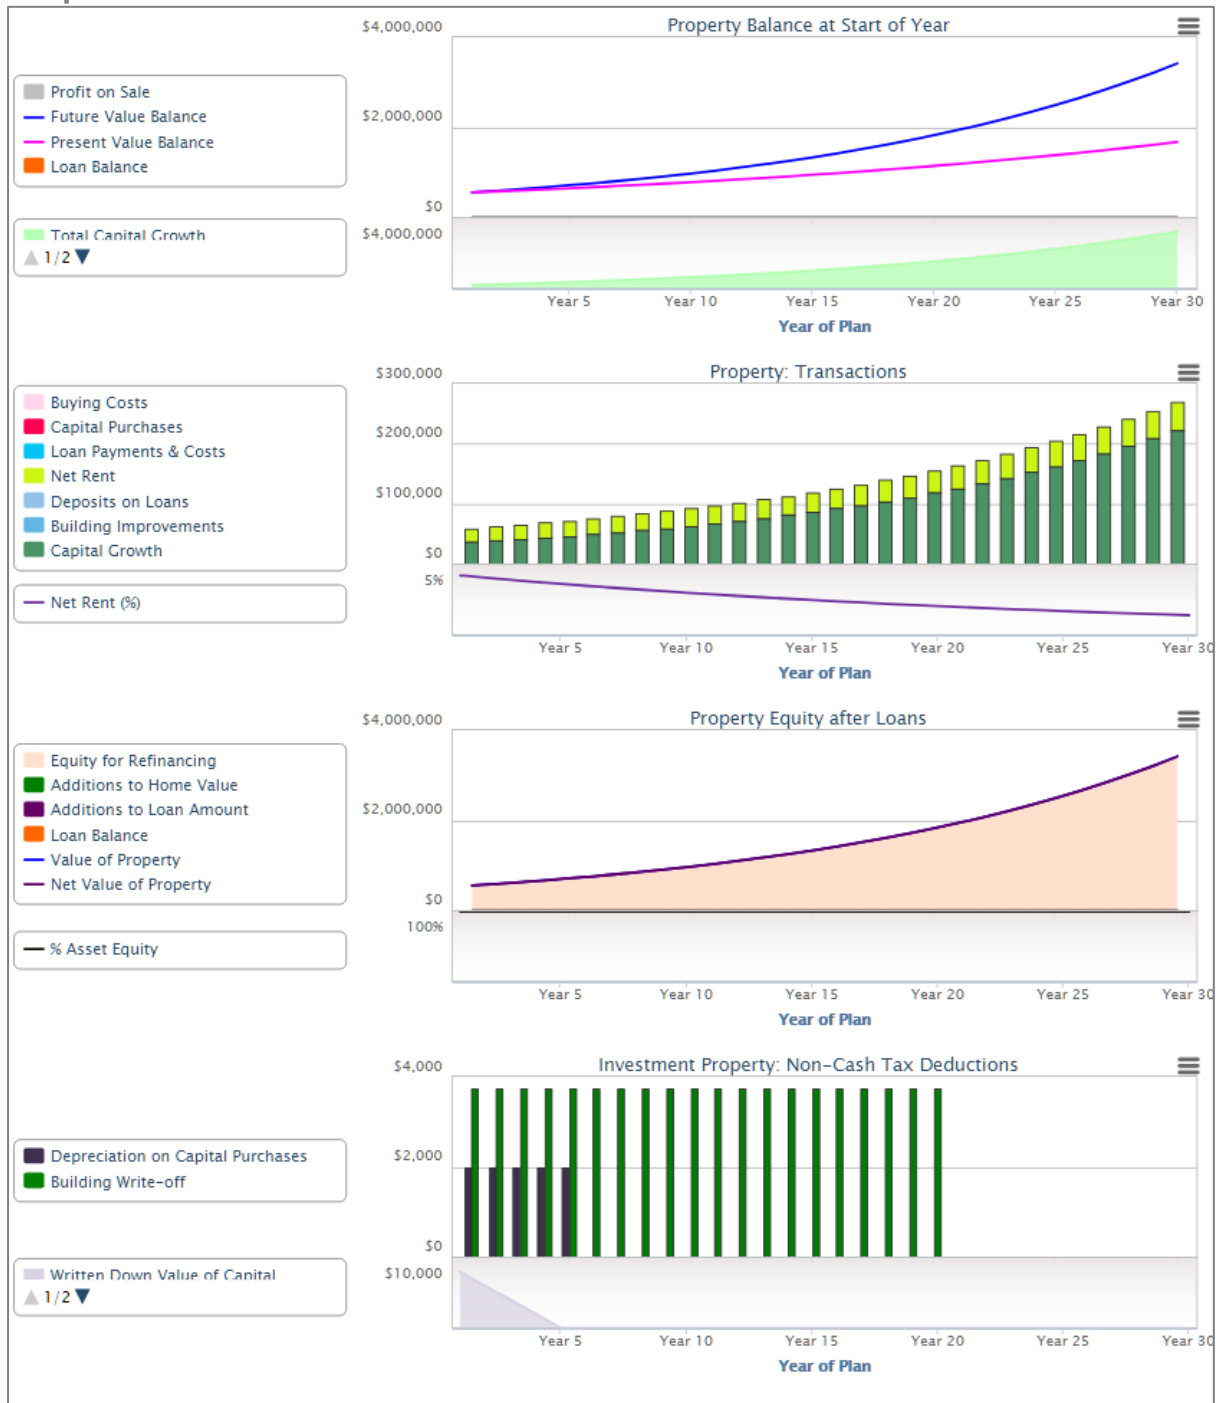 Property Balance at Start of Year
$4,000,000
$2,000,000
$0
$4,000,000
Profit on Sale
Future Value Balance
Present Value Balance
Loan Balance
Total Capital Growth
1/2
Year 5 Year 10 Year 15 Year 20 Year 25 Year 30
Year of Plan
Property: Transactions
$300,000
$200,000
$100,000
$0
5%
Buying Costs
Capital Purchases
Loan Payments & Costs
Net Rent
Deposits on Loans
Building Improvements
Capital Growth
Net Rent (%)
Year 5 Year 10 Year 15 Year 20 Year 25 Year 30
Year of Plan
Property Equity after Loans
$4,000,000
$2,000,000
$0
100%
Equity for Refinancing
Additions to Home Value
Additions to Loan Amount
Loan Balance
Value of Property
Net Value of Property
% Asset Equity
Year 5 Year 10 Year 15 Year 20 Year 25 Year 30
Year of Plan
Investment Property: Non-Cash Tax Deductions
$4,000
$2,000
$0
$10,000
Depreciation on Capital Purchases
Building Write-off
Written Down Value of Capital
1/2
Year 5 Year 10 Year 15 Year 20 Year 25 Year 30
Year of Plan